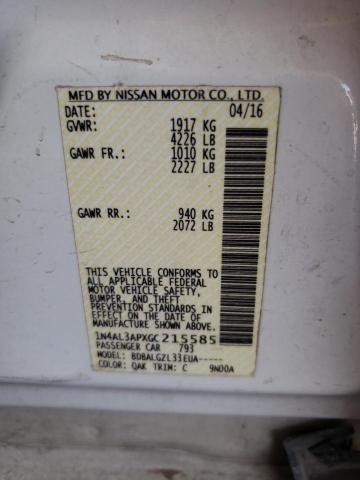 MFD BY NISSAN MOTOR CO., LTD.
DATE: 04/16
GVWR: 1917 KG
4226 LB
GAWR FR.: 1010 KG
2227 LB
GAWR RR.: 940 KG
2072 LB
THIS VEHICLE CONFORMS TO
ALL APPLICABLE FEDERAL
MOTOR VEHICLE SAFETY,
BUMPER, AND THEFT
PREVENTION STANDARDS IN
EFFECT ON THE DATE OF
MANUFACTURE SHOWN ABOVE.
1N4AL3APXGC215585
PASSENGER CAR 793
MODEL: BDBALGZL33EUA-----
COLOR: QAK TRIM: C 9N00A